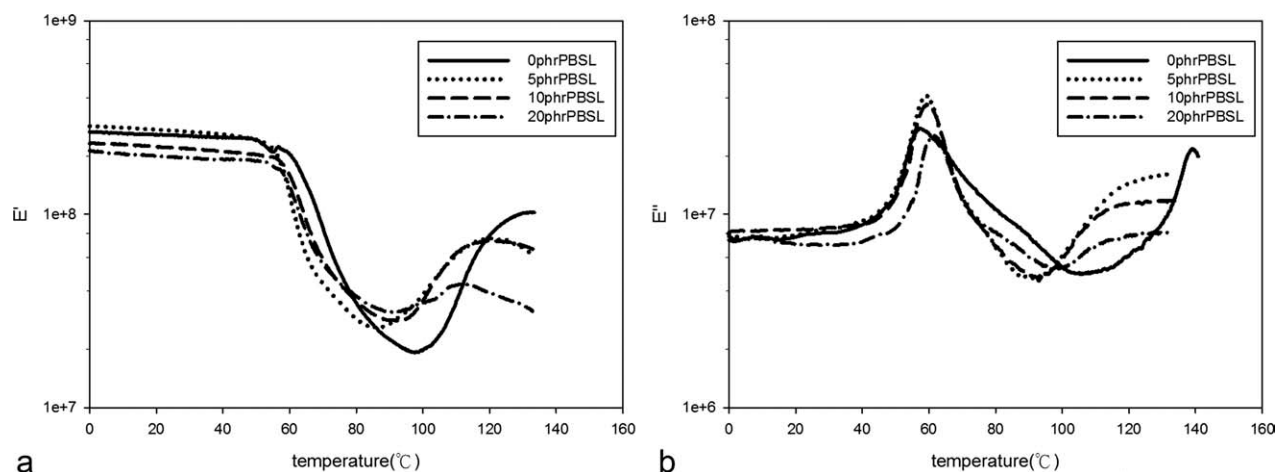 1e+9
0phrPBSL
5phrPBSL
10phrPBSL
20phrPBSL
E'
1e+8
1e+7
0 20 40 60 80 100 120 140 160
temperature(℃)
a
1e+8
0phrPBSL
5phrPBSL
10phrPBSL
20phrPBSL
E''
1e+7
1e+6
0 20 40 60 80 100 120 140 160
temperature(℃)
b